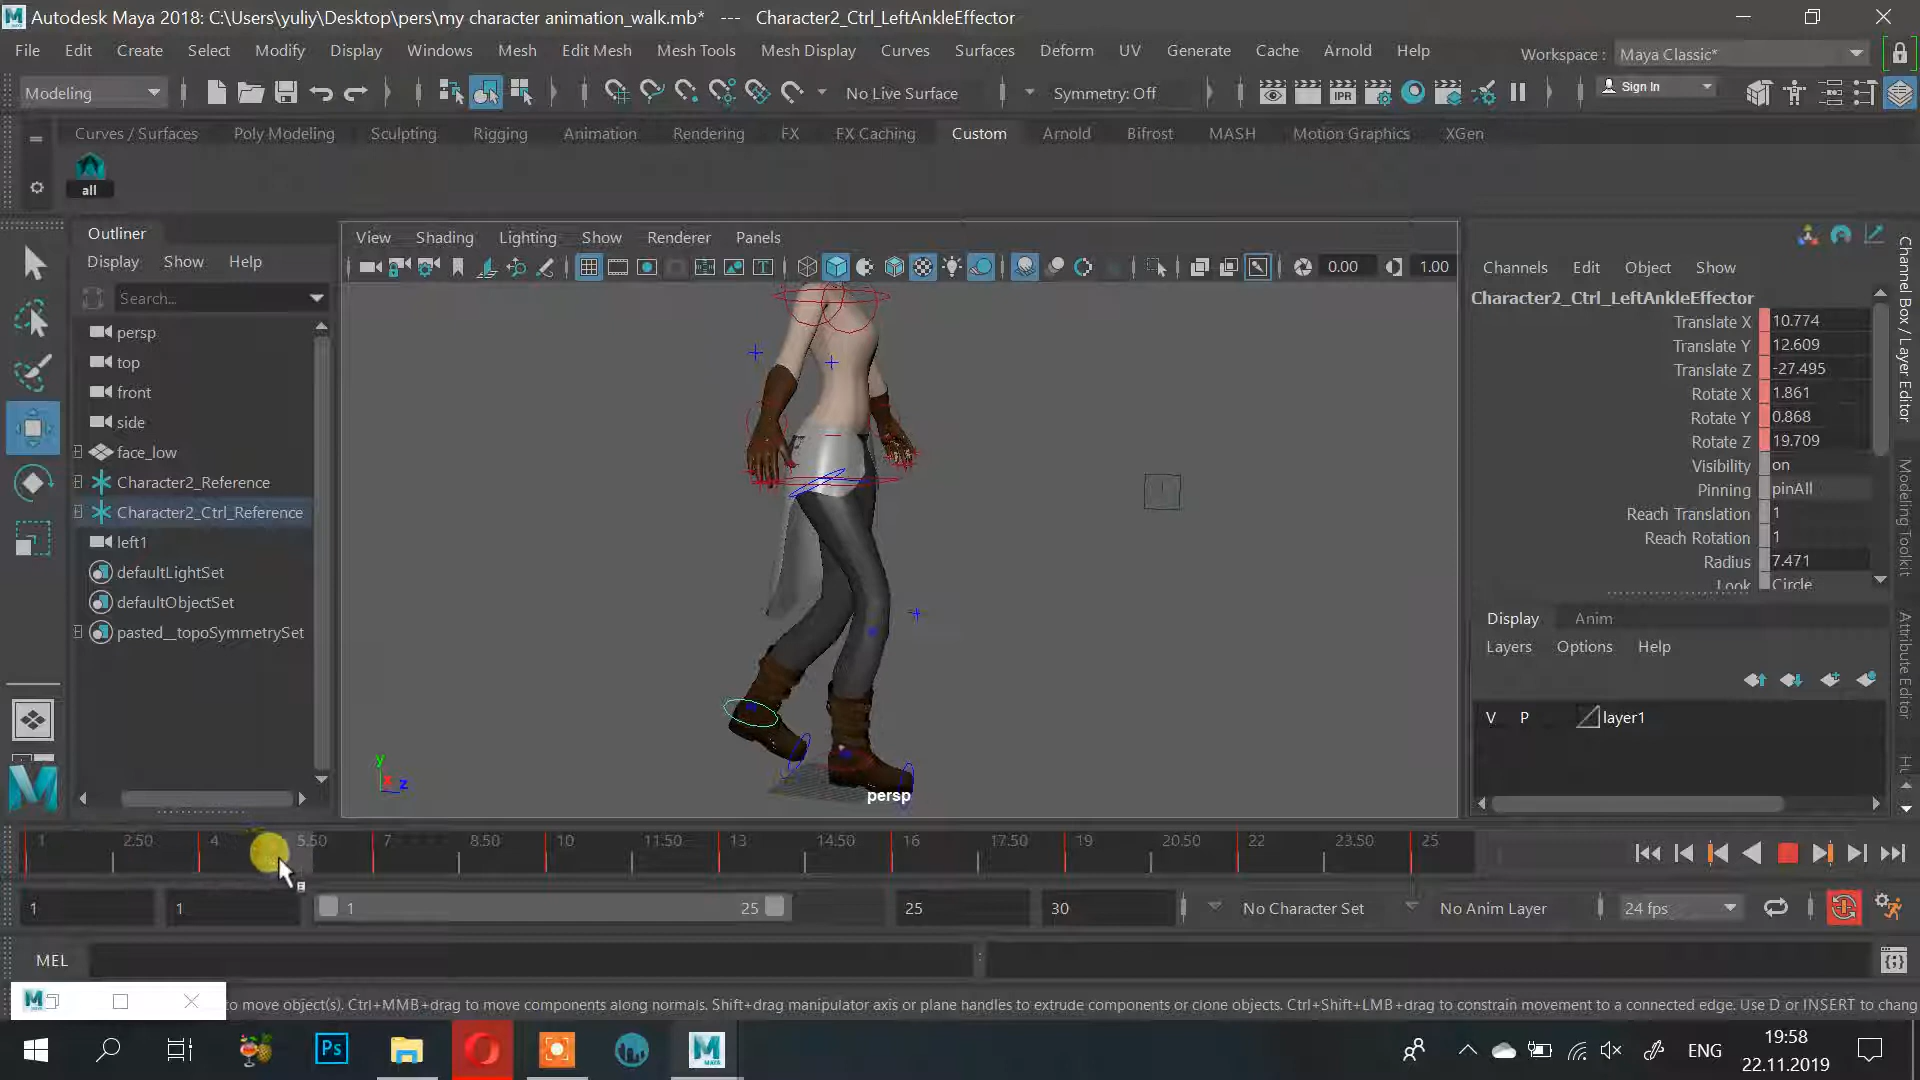 Autodesk Maya 2018: C:\Users\yuliy\Desktop\pers\my character animation_walk.mb*   ---   Character2_Ctrl_LeftAnkleEffector
File Edit Create Select Modify Display Windows Mesh Edit Mesh Mesh Tools Mesh Display Curves Surfaces Deform UV Generate Cache Arnold Help Workspace : Maya Classic*
Modeling No Live Surface Symmetry: Off IPR Sign In
Curves / Surfaces Poly Modeling Sculpting Rigging Animation Rendering FX FX Caching Custom Arnold Bifrost MASH Motion Graphics XGen
all
Outliner
Display Show Help
Search...
persp
top
front
side
face_low
Character2_Reference
Character2_Ctrl_Reference
left1
defaultLightSet
defaultObjectSet
pasted__topoSymmetrySet
View Shading Lighting Show Renderer Panels
0.00 1.00
y
x z
persp
Channels Edit Object Show
Character2_Ctrl_LeftAnkleEffector
Translate X 10.774
Translate Y 12.609
Translate Z -27.495
Rotate X 1.861
Rotate Y 0.868
Rotate Z 19.709
Visibility on
Pinning pinAll
Reach Translation 1
Reach Rotation 1
Radius 7.471
Look Circle
Display Anim
Layers Options Help
V P layer1
Channel Box / Layer Editor
Modeling Toolkit
Attribute Editor
1 2.50 4 5.50 7 8.50 10 11.50 13 14.50 16 17.50 19 20.50 22 23.50 25
1 1 1 25 25 30 No Character Set No Anim Layer 24 fps
MEL
to move object(s). Ctrl+MMB+drag to move components along normals. Shift+drag manipulator axis or plane handles to extrude components or clone objects. Ctrl+Shift+LMB+drag to constrain movement to a connected edge. Use D or INSERT to chang
Ps MAYA ENG 19:58
22.11.2019